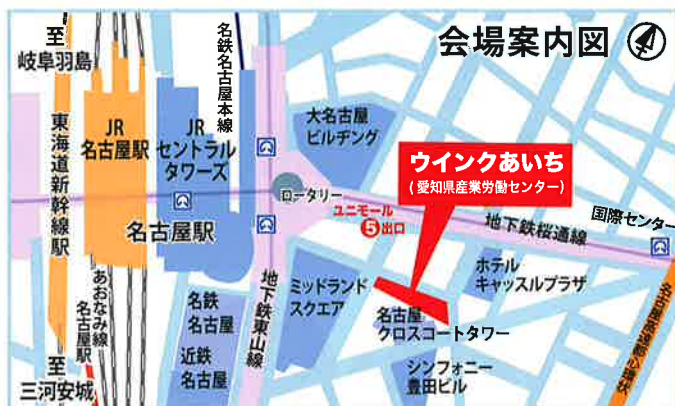 会場案内図
至
岐阜羽島
東海道新幹線駅
JR
名古屋駅
JR
セントラル
タワーズ
名鉄名古屋本線
大名古屋
ビルヂング
ウインクあいち
(愛知県産業労働センター)
ロータリー
ユニモール
5出口
地下鉄桜通線
国際センター
名古屋駅
あおなみ線
名古屋駅
名鉄
名古屋
近鉄
名古屋
地下鉄東山線
ミッドランド
スクエア
ホテル
キャッスルプラザ
名古屋
クロスコートタワー
シンフォニー
豊田ビル
名古屋高速都心環状
至
三河安城